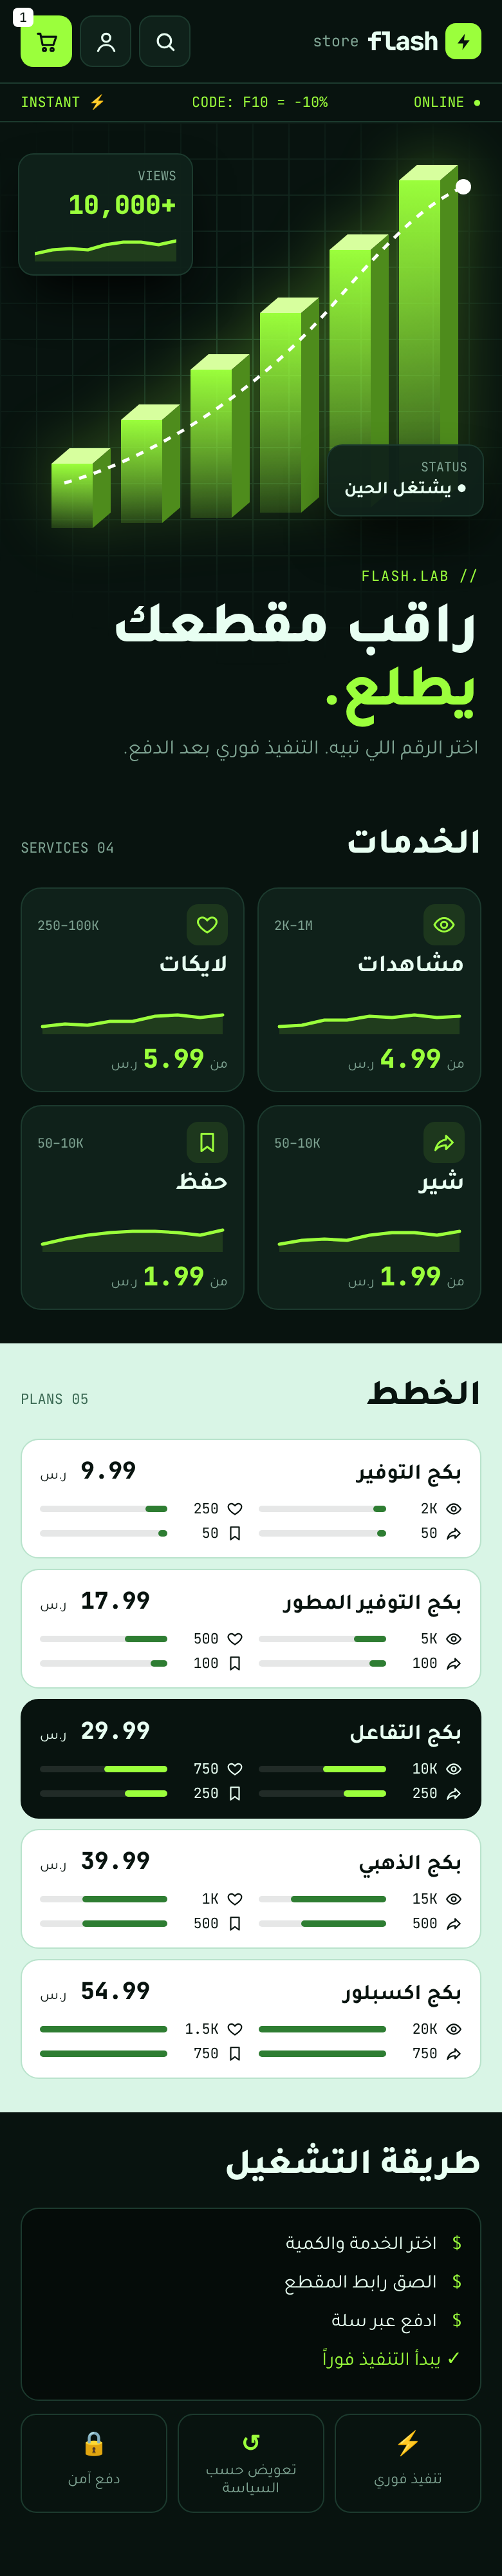 flash store
1
ONLINE ●
CODE: F10 = -10%
INSTANT ⚡
VIEWS
10,000+
STATUS
● يشتغل الحين
FLASH.LAB //
راقب مقطعك
يطلع.
اختر الرقم اللي تبيه. التنفيذ فوري بعد الدفع.
الخدمات
SERVICES 04
2K–1M
مشاهدات
من 4.99 ر.س
250–100K
لايكات
من 5.99 ر.س
50–10K
شير
من 1.99 ر.س
50–10K
حفظ
من 1.99 ر.س
الخطط
PLANS 05
بكج التوفير
9.99 ر.س
2K
250
50
50
بكج التوفير المطور
17.99 ر.س
5K
500
100
100
بكج التفاعل
29.99 ر.س
10K
750
250
250
بكج الذهبي
39.99 ر.س
15K
1K
500
500
بكج اكسبلور
54.99 ر.س
20K
1.5K
750
750
طريقة التشغيل
$ اختر الخدمة والكمية
$ الصق رابط المقطع
$ ادفع عبر سلة
✓ يبدأ التنفيذ فوراً
⚡
تنفيذ فوري
↺
تعويض حسب
السياسة
🔒
دفع آمن